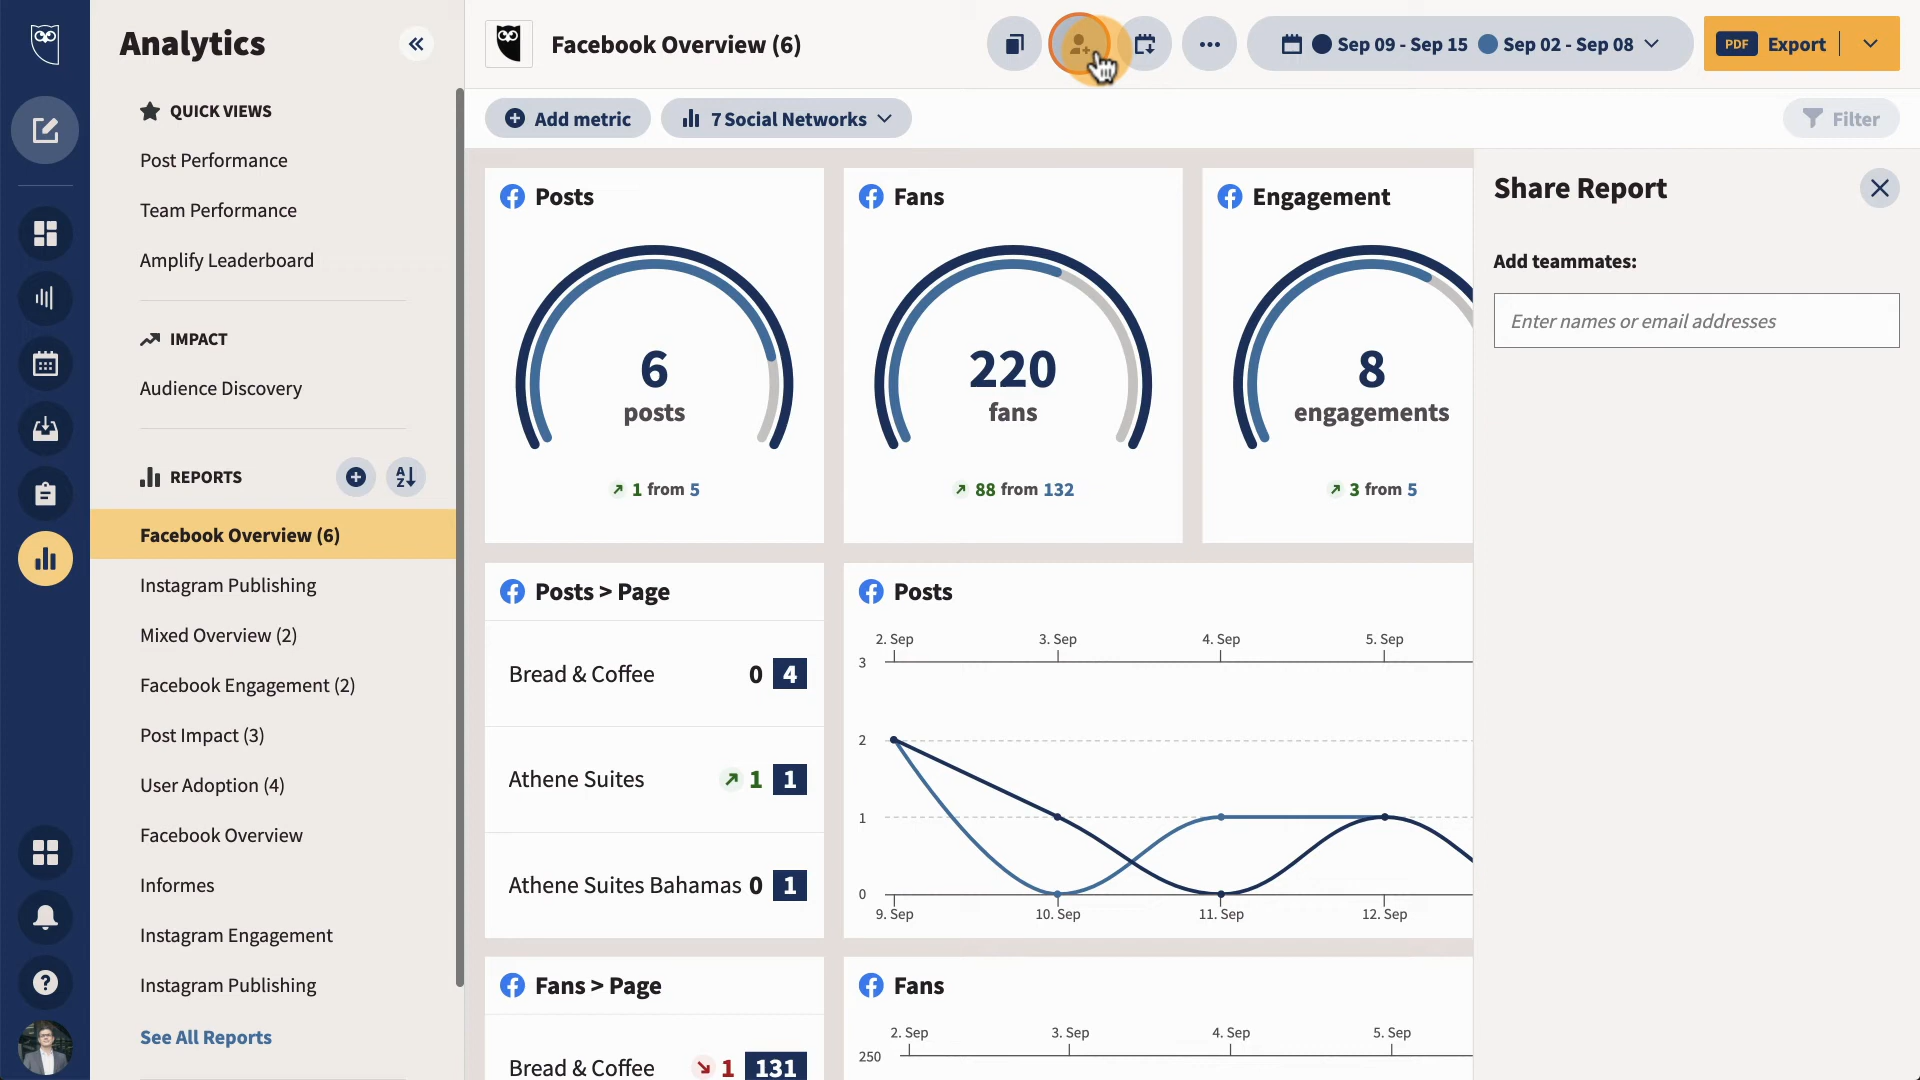 Analytics
QUICK VIEWS
Post Performance
Team Performance
Amplify Leaderboard
IMPACT
Audience Discovery
REPORTS
A Z
Facebook Overview (6)
Instagram Publishing
Mixed Overview (2)
Facebook Engagement (2)
Post Impact (3)
User Adoption (4)
Facebook Overview
Informes
Instagram Engagement
Instagram Publishing
See All Reports
Facebook Overview (6)
Sep 09 - Sep 15 Sep 02 - Sep 08
PDF Export
Add metric
7 Social Networks
Filter
Posts
6
posts
1 from 5
Fans
220
fans
88 from 132
Engagement
8
engagements
3 from 5
Posts > Page
Bread & Coffee 0 4
Athene Suites 1 1
Athene Suites Bahamas 0 1
Posts
2. Sep 3. Sep 4. Sep 5. Sep
3
2
1
0
9. Sep 10. Sep 11. Sep 12. Sep
Fans > Page
Bread & Coffee 1 131
Fans
2. Sep 3. Sep 4. Sep 5. Sep
250
Share Report
Add teammates:
Enter names or email addresses